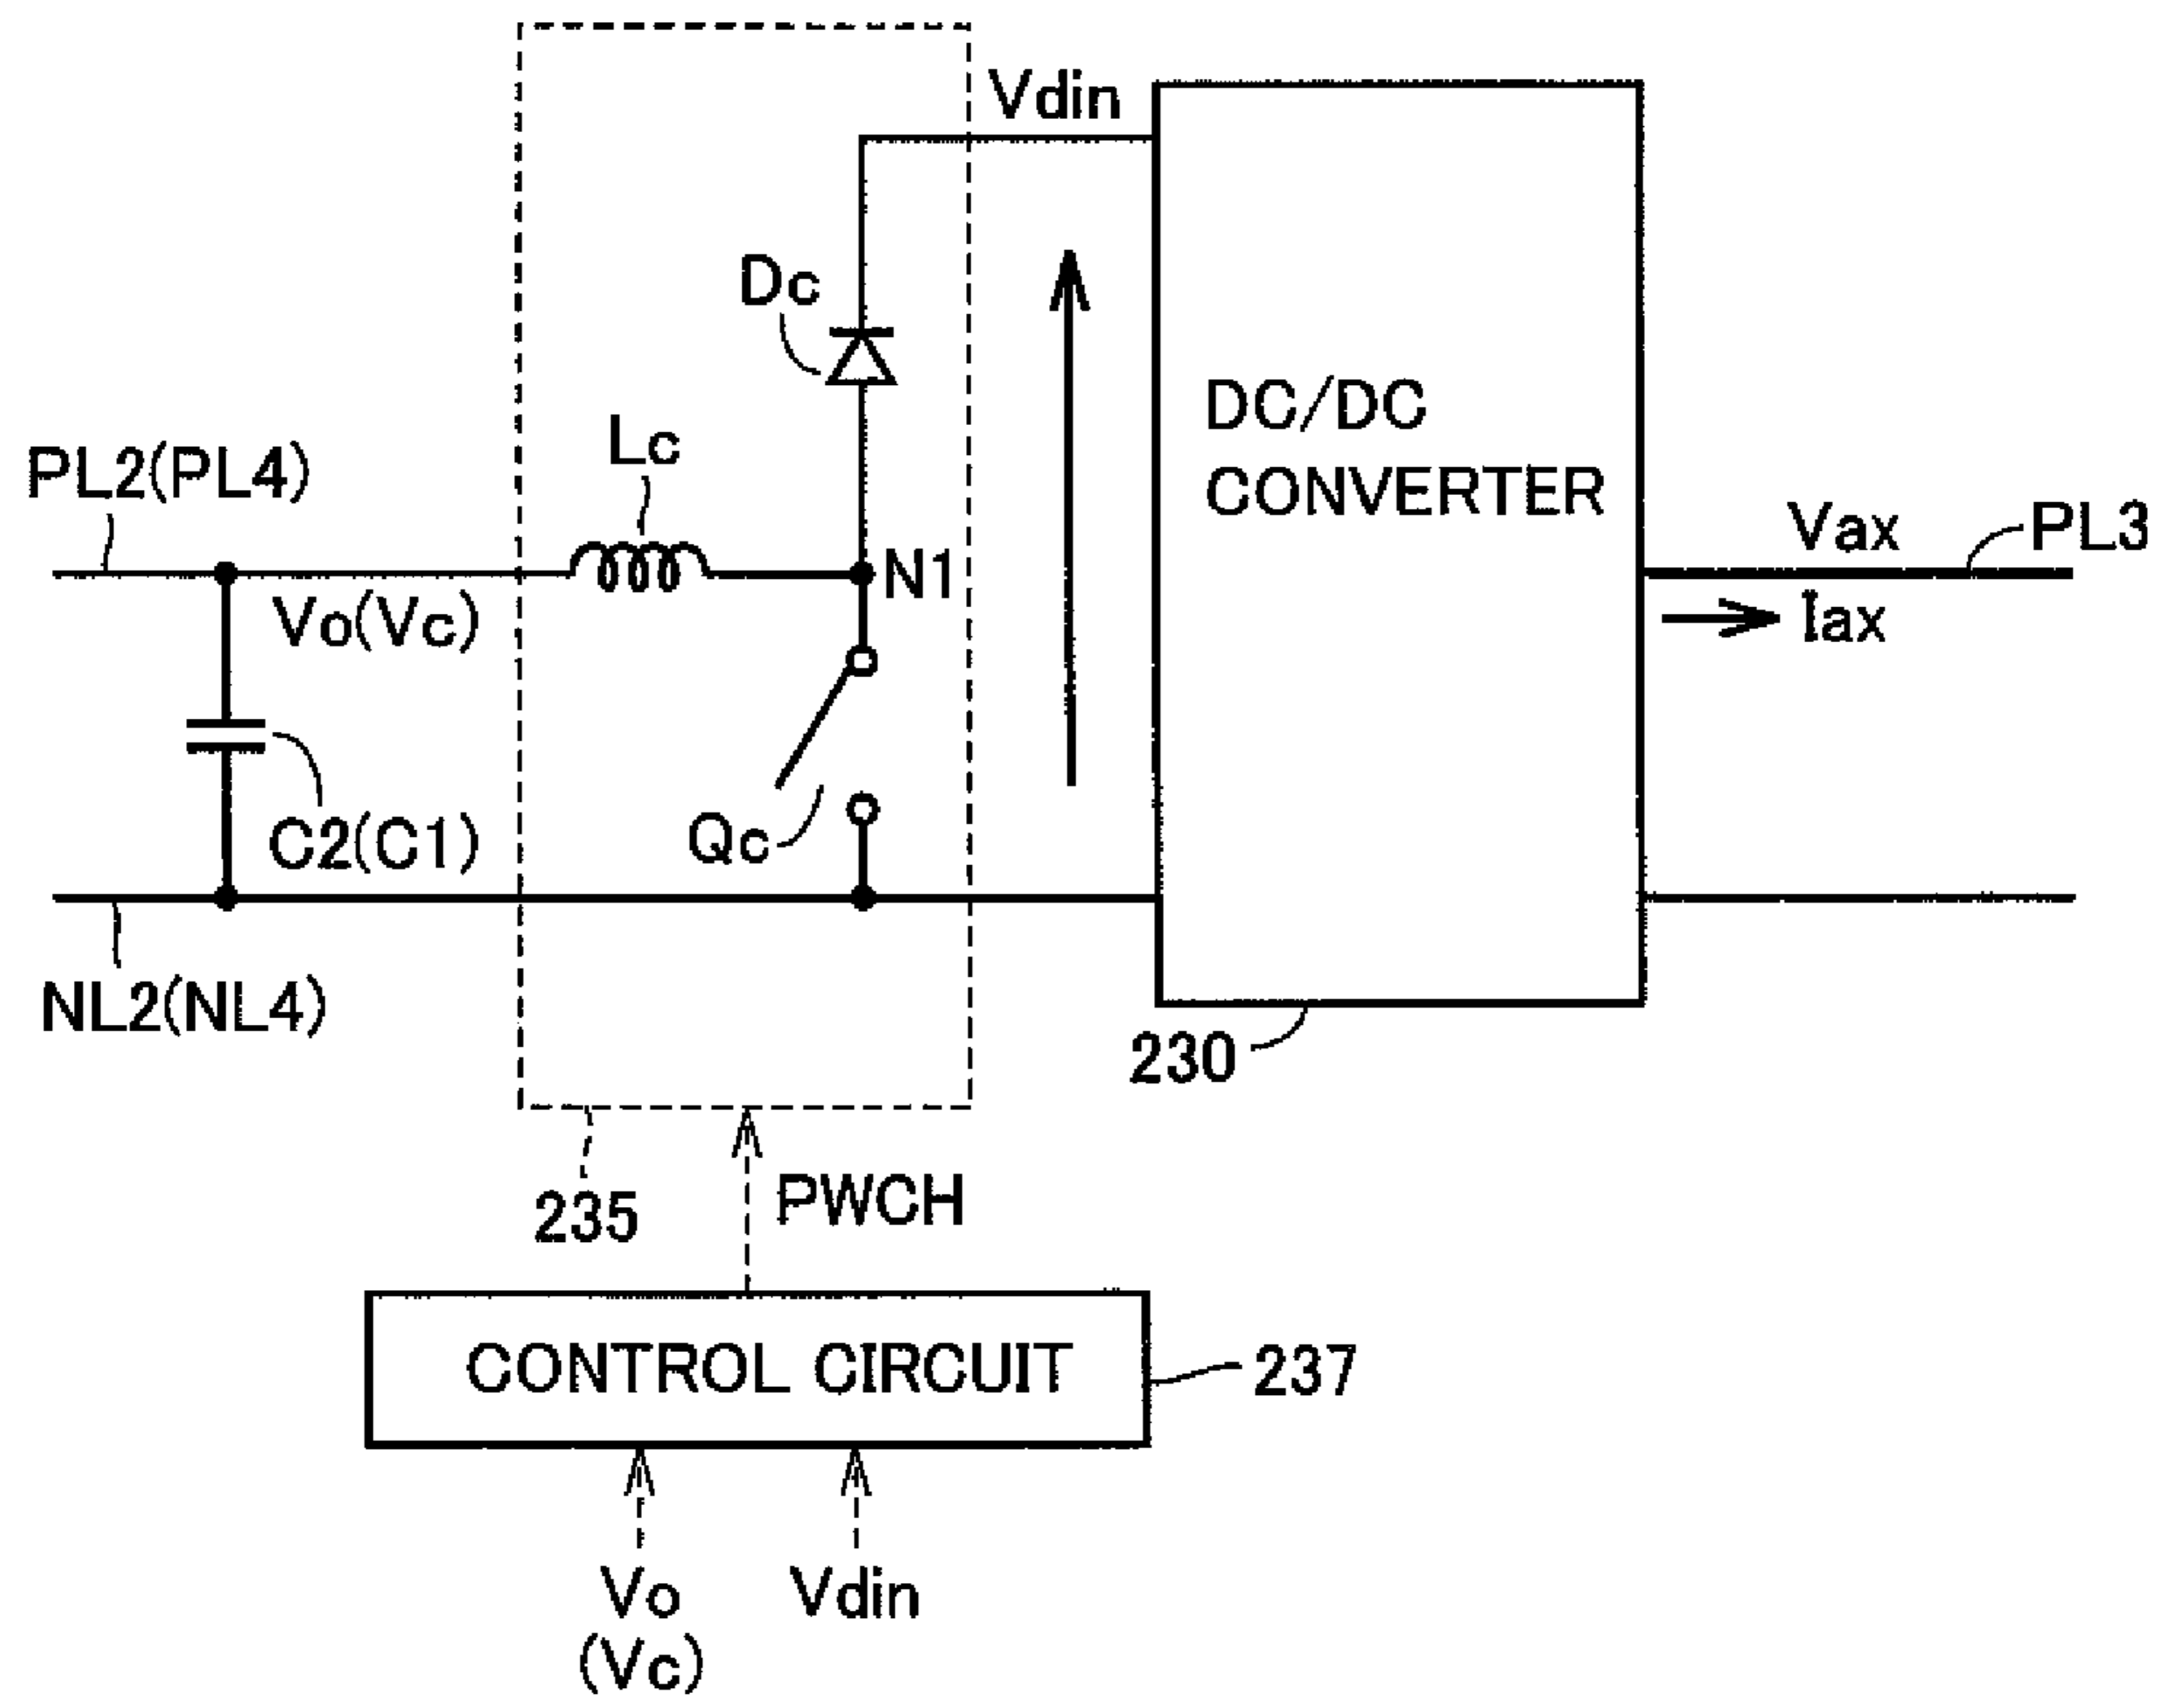 Vdin
Dc
DC/DC
CONVERTER
Lc
PL2(PL4)
N1
Vax
PL3
Vo(Vc)
Iax
C2(C1)
Qc
NL2(NL4)
230
235
PWCH
CONTROL CIRCUIT
237
Vo
(Vc)
Vdin